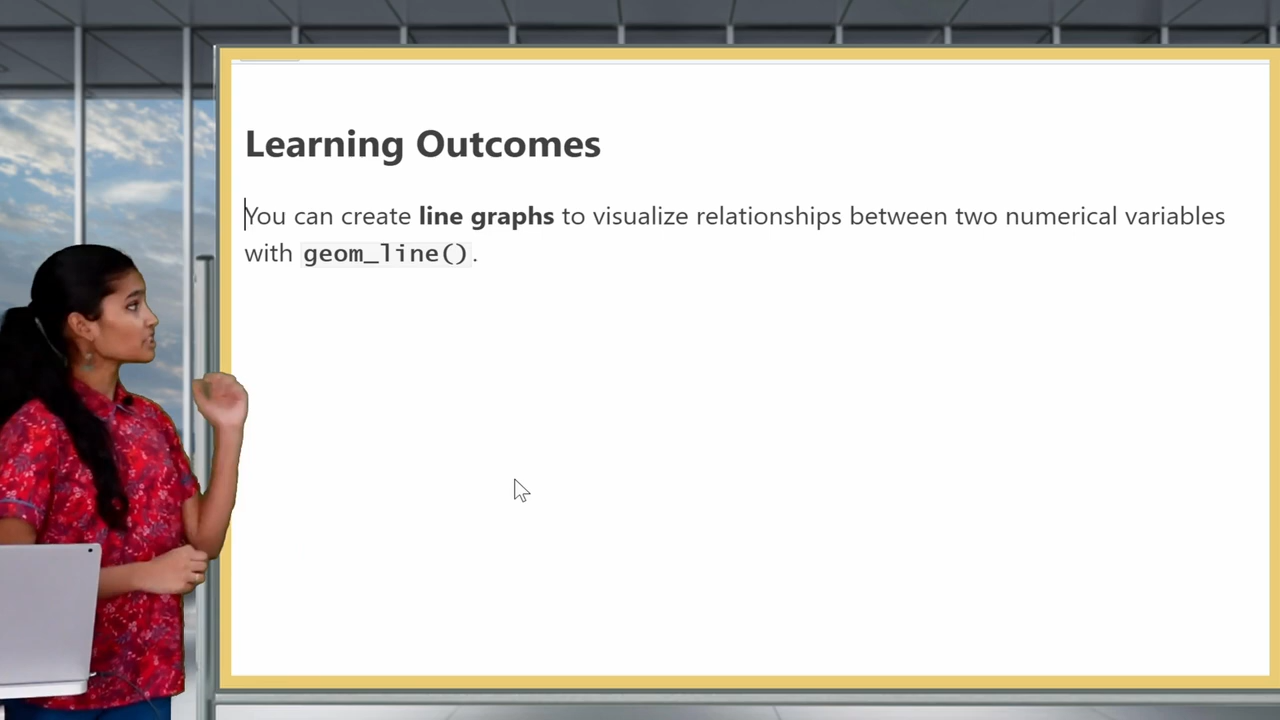 Learning Outcomes
You can create line graphs to visualize relationships between two numerical variables
with geom_line().